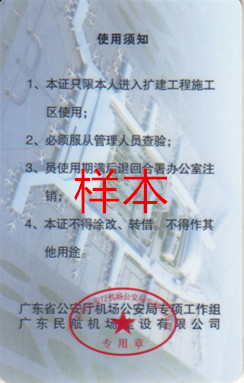 使用须知
1、本证只限本人进入扩建工程施工
区使用；
2、必须服从管理人员查验；
3、员使用期满后退回合署办公室注
销；
样本
4、本证不得涂改、转借。不得作其
他用途。
广东省公安厅机场公安局专项工作组
广东民航机场建设有限公司
专用章